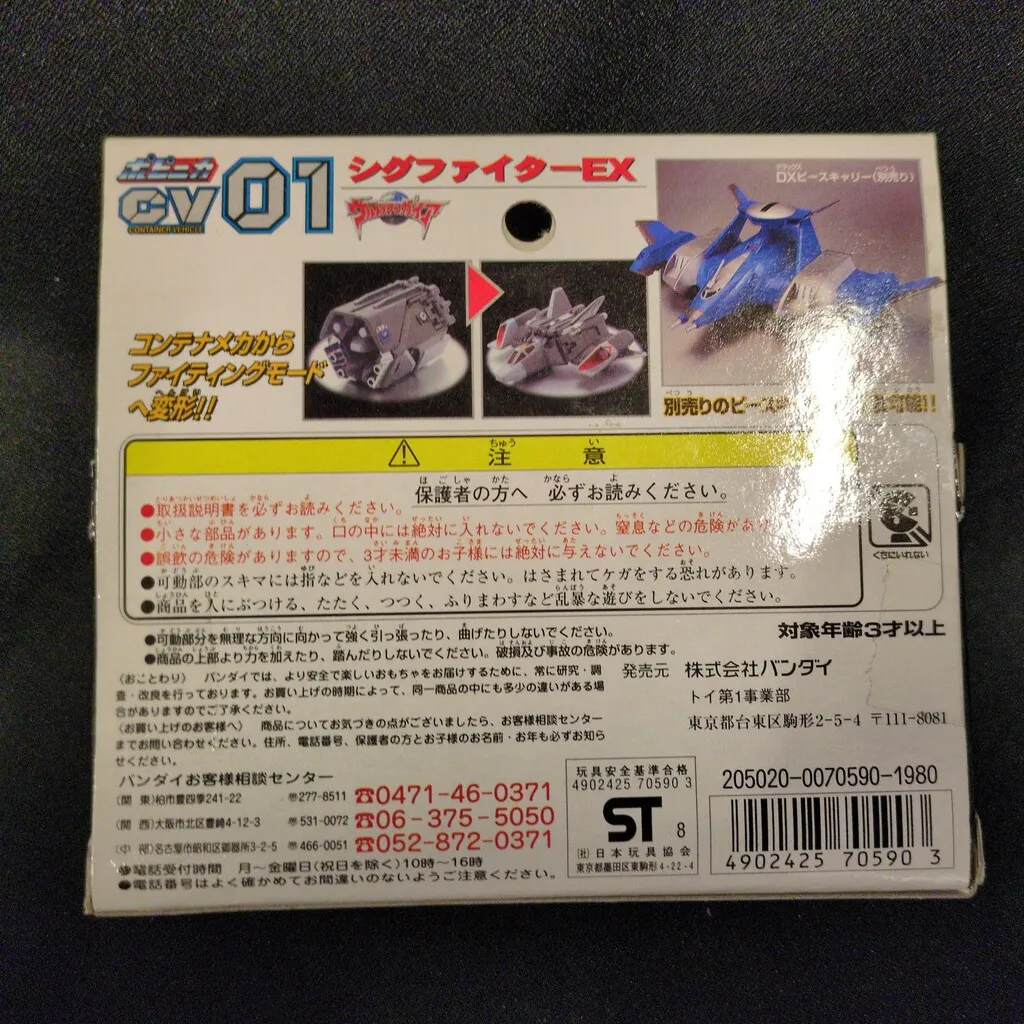 ポピニカ
CV01
CONTAINER VEHICLE
シグファイターEX
ウルトラマンガイア
デラックス
DXピースキャリー(別売り)
コンテナメカから
ファイティングモード
へ変形!!
別売りのピースキ 可能!!
⚠ 注意
保護者の方へ 必ずお読みください。
●取扱説明書を必ずお読みください。
●小さな部品があります。口の中には絶対に入れないでください。窒息などの危険があ
●誤飲の危険がありますので、3才未満のお子様には絶対に与えないでください。
●可動部のスキマには指などを入れないでください。はさまれてケガをする恐れがあります。
●商品を人にぶつける、たたく、つつく、ふりまわすなど乱暴な遊びをしないでください。
くちにいれない
●可動部分を無理な方向に向かって強く引っ張ったり、曲げたりしないでください。
●商品の上部より力を加えたり、踏んだりしないでください。破損及び事故の危険があります。
対象年齢3才以上
〈おことわり〉 バンダイでは、より安全で楽しいおもちゃをお届けするために、常に研究・調
査・改良を行っております。お買い上げの時期によって、同一商品の中にも多少の違いがある場
合がありますのでご了承ください。
〈お買い上げのお客様へ〉 商品についてお気づきの点がございましたら、お客様相談センター
までお問い合わせください。住所、電話番号、保護者の方とお子様のお名前・お年も必ずお知ら
せください。
発売元 株式会社バンダイ
トイ第1事業部
東京都台東区駒形2-5-4 〒111-8081
バンダイお客様相談センター
(関 東)柏市豊四季241-22 〠277-8511 ☎0471-46-0371
(関 西)大阪市北区豊崎4-12-3 〠531-0072 ☎06-375-5050
(中 部)名古屋市昭和区御器所3-2-5 〠466-0051 ☎052-872-0371
●電話受付時間 月〜金曜日(祝日を除く)10時〜16時
●電話番号はよく確かめてお間違いのないようご注意ください。
玩具安全基準合格
4902425 70590 3
ST 8
(社)日本玩具協会
東京都墨田区東駒形4-22-4
205020-0070590-1980
4902425 70590 3